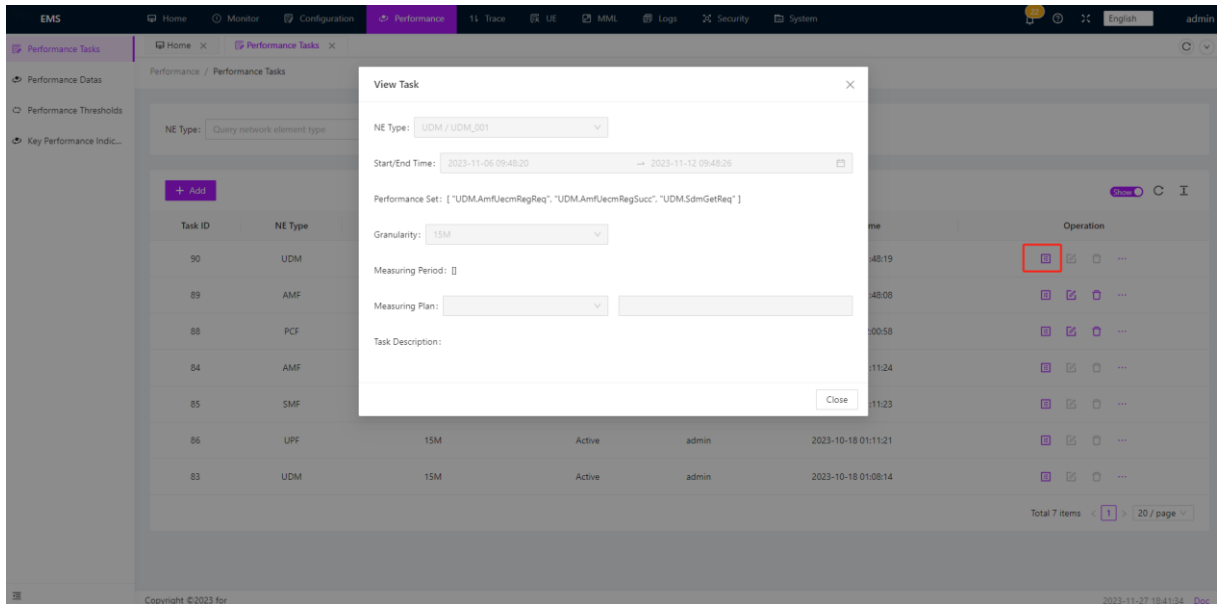 EMS Home Monitor Configuration Performance Trace UE MML Logs Security System 22 English admin
Performance Tasks
Performance Datas
Performance Thresholds
Key Performance Indic...
Home Performance Tasks
Performance / Performance Tasks
NE Type: Query network element type
+ Add
Show
Task ID NE Type me Operation
90 UDM :48:19
89 AMF :48:08
88 PCF :00:58
84 AMF :11:24
85 SMF :11:23
86 UPF 15M Active admin 2023-10-18 01:11:21
83 UDM 15M Active admin 2023-10-18 01:08:14
Total 7 items < 1 > 20 / page
View Task
NE Type: UDM / UDM_001
Start/End Time: 2023-11-06 09:48:20 → 2023-11-12 09:48:26
Performance Set: [ "UDM.AmfUecmRegReq", "UDM.AmfUecmRegSucc", "UDM.SdmGetReq" ]
Granularity: 15M
Measuring Period: []
Measuring Plan:
Task Description:
Close
Copyright ©2023 for 2023-11-27 18:41:34 Doc